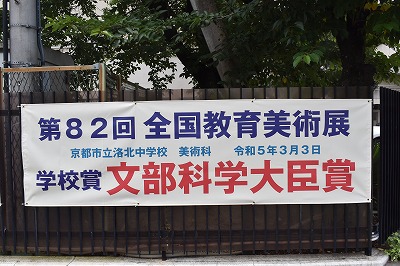 第82回 全国教育美術展
京都市立洛北中学校 美術科 令和5年3月3日
学校賞 文部科学大臣賞